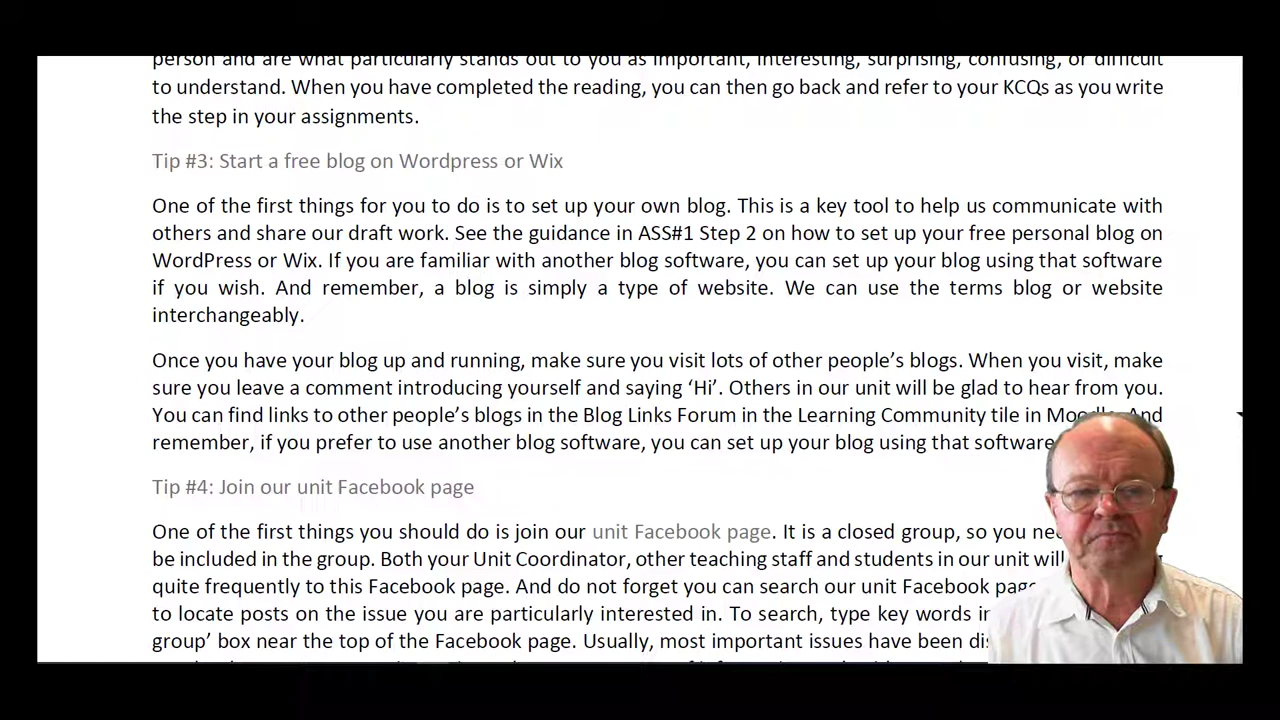 person and are what particularly stands out to you as important, interesting, surprising, confusing, or difficult
to understand. When you have completed the reading, you can then go back and refer to your KCQs as you write
the step in your assignments.
Tip #3: Start a free blog on Wordpress or Wix
One of the first things for you to do is to set up your own blog. This is a key tool to help us communicate with
others and share our draft work. See the guidance in ASS#1 Step 2 on how to set up your free personal blog on
WordPress or Wix. If you are familiar with another blog software, you can set up your blog using that software
if you wish. And remember, a blog is simply a type of website. We can use the terms blog or website
interchangeably.
Once you have your blog up and running, make sure you visit lots of other people’s blogs. When you visit, make
sure you leave a comment introducing yourself and saying ‘Hi’. Others in our unit will be glad to hear from you.
You can find links to other people’s blogs in the Blog Links Forum in the Learning Community tile in Moodle. And
remember, if you prefer to use another blog software, you can set up your blog using that software
Tip #4: Join our unit Facebook page
One of the first things you should do is join our unit Facebook page. It is a closed group, so you
be included in the group. Both your Unit Coordinator, other teaching staff and students in our unit will
quite frequently to this Facebook page. And do not forget you can search our unit Facebook page
to locate posts on the issue you are particularly interested in. To search, type key words
group’ box near the top of the Facebook page. Usually, most important issues have been